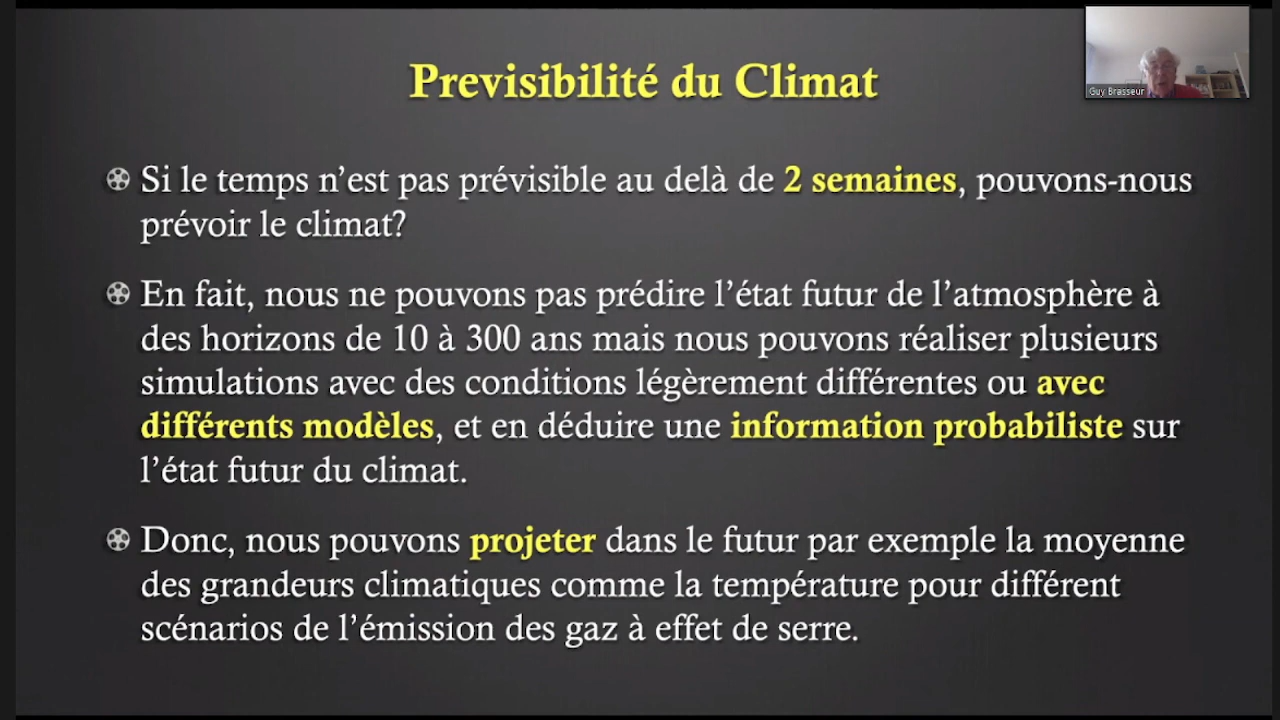 Previsibilité du Climat
Guy Brasseur
Si le temps n'est pas prévisible au delà de 2 semaines, pouvons-nous
prévoir le climat?
En fait, nous ne pouvons pas prédire l'état futur de l'atmosphère à
des horizons de 10 à 300 ans mais nous pouvons réaliser plusieurs
simulations avec des conditions légèrement différentes ou avec
différents modèles, et en déduire une information probabiliste sur
l'état futur du climat.
Donc, nous pouvons projeter dans le futur par exemple la moyenne
des grandeurs climatiques comme la température pour différent
scénarios de l'émission des gaz à effet de serre.